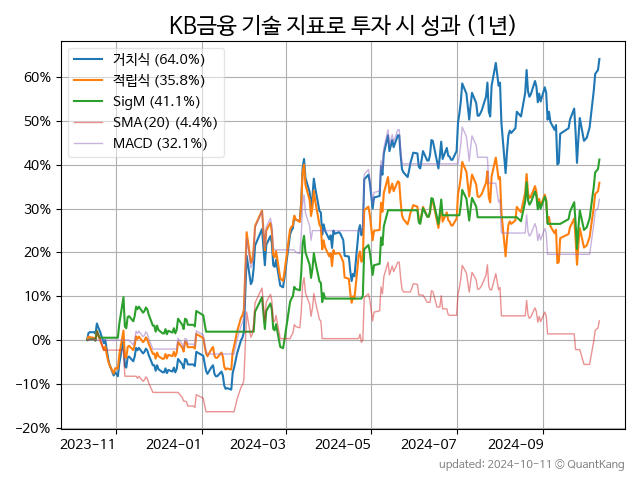 KB금융 기술 지표로 투자 시 성과 (1년)
거치식 (64.0%)
적립식 (35.8%)
SigM (41.1%)
SMA(20) (4.4%)
MACD (32.1%)
60%
50%
40%
30%
20%
10%
0%
−10%
−20%
2023-11
2024-01
2024-03
2024-05
2024-07
2024-09
updated: 2024-10-11 © QuantKang